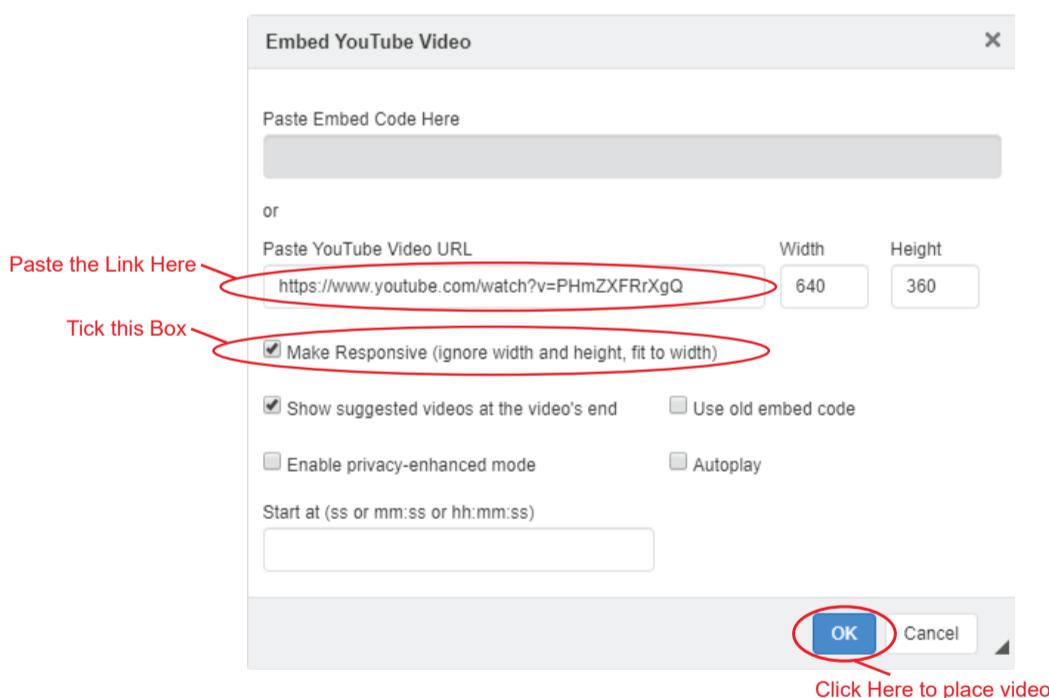 Embed YouTube Video
Paste Embed Code Here
or
Paste YouTube Video URL Width Height
Paste the Link Here
https://www.youtube.com/watch?v=PHmZXFRrXgQ 640 360
Tick this Box
Make Responsive (ignore width and height, fit to width)
Show suggested videos at the video's end Use old embed code
Enable privacy-enhanced mode Autoplay
Start at (ss or mm:ss or hh:mm:ss)
OK Cancel
Click Here to place video